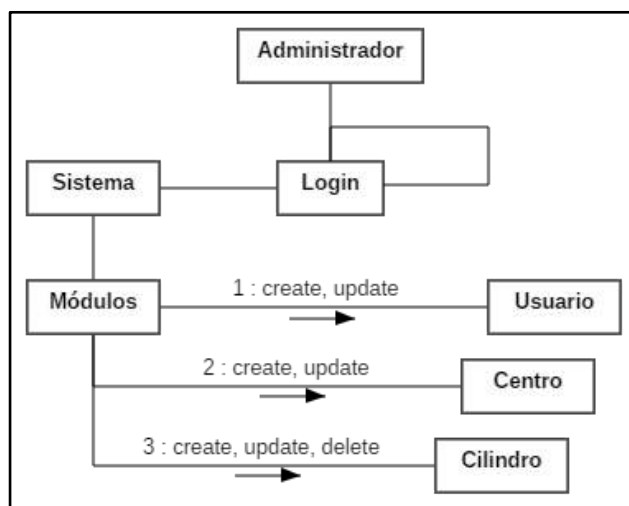 Administrador
Sistema
Login
Módulos
1 : create, update
Usuario
2 : create, update
Centro
3 : create, update, delete
Cilindro